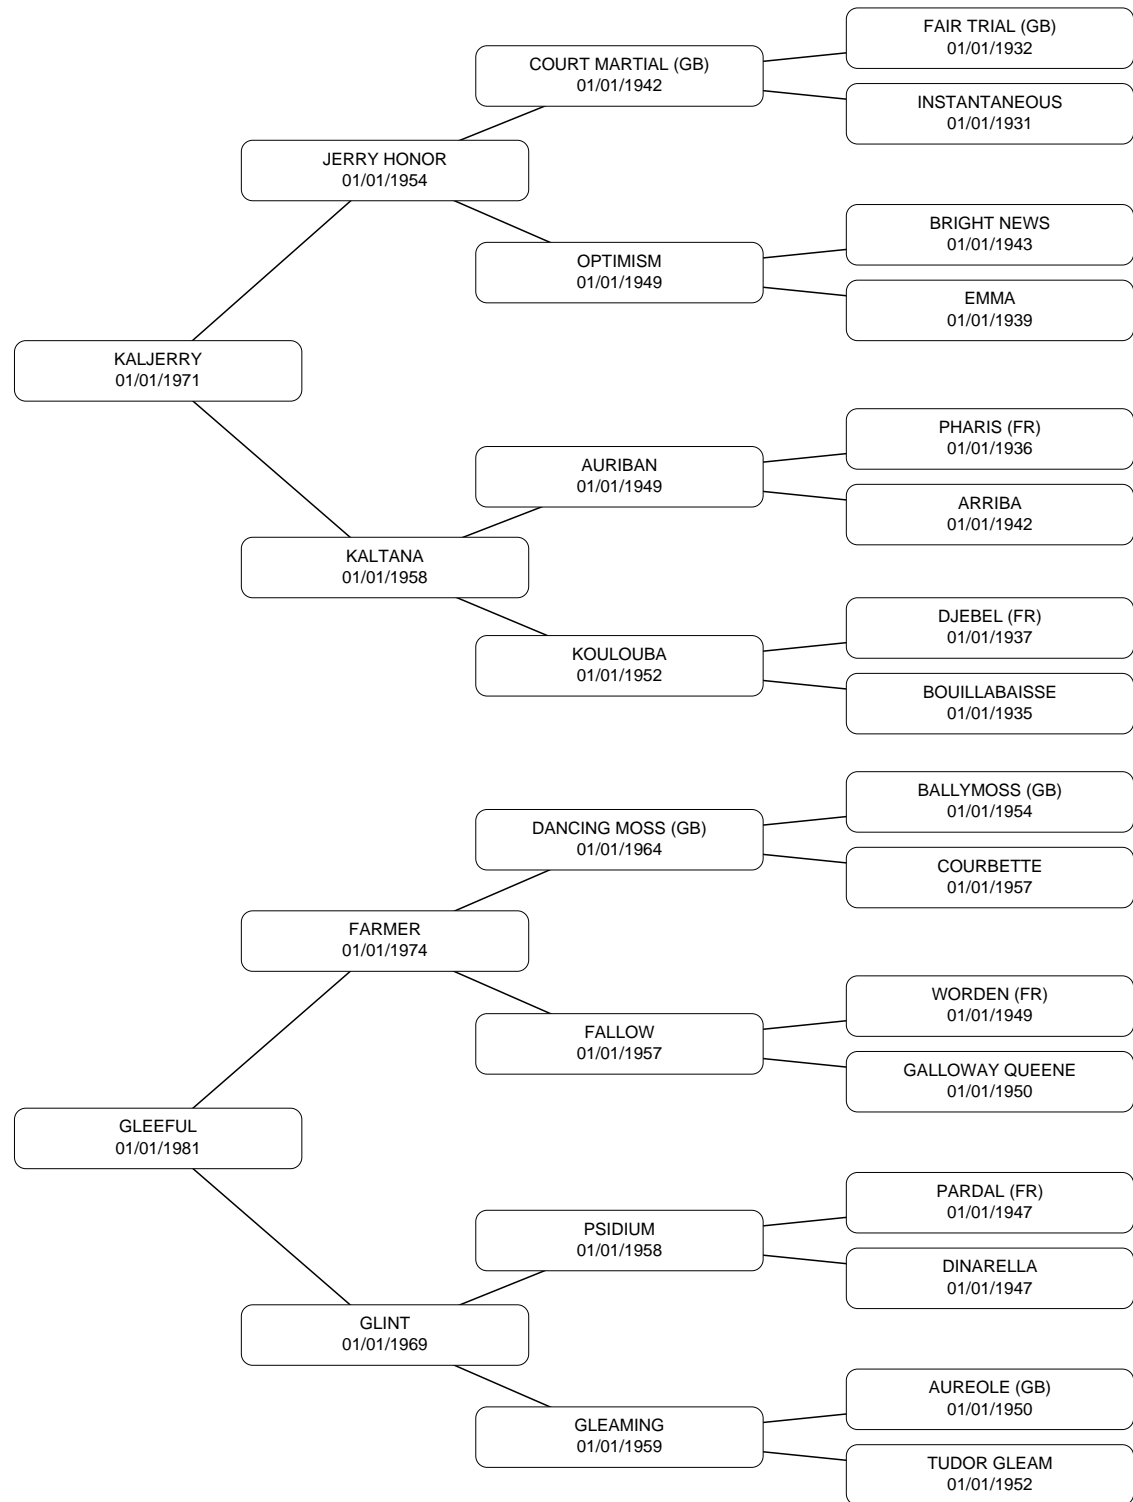 FAIR TRIAL (GB)
01/01/1932
COURT MARTIAL (GB)
01/01/1942
INSTANTANEOUS
01/01/1931
JERRY HONOR
01/01/1954
BRIGHT NEWS
01/01/1943
OPTIMISM
01/01/1949
EMMA
01/01/1939
KALJERRY
01/01/1971
PHARIS (FR)
01/01/1936
AURIBAN
01/01/1949
ARRIBA
01/01/1942
KALTANA
01/01/1958
DJEBEL (FR)
01/01/1937
KOULOUBA
01/01/1952
BOUILLABAISSE
01/01/1935
BALLYMOSS (GB)
01/01/1954
DANCING MOSS (GB)
01/01/1964
COURBETTE
01/01/1957
FARMER
01/01/1974
WORDEN (FR)
01/01/1949
FALLOW
01/01/1957
GALLOWAY QUEENE
01/01/1950
GLEEFUL
01/01/1981
PARDAL (FR)
01/01/1947
PSIDIUM
01/01/1958
DINARELLA
01/01/1947
GLINT
01/01/1969
AUREOLE (GB)
01/01/1950
GLEAMING
01/01/1959
TUDOR GLEAM
01/01/1952